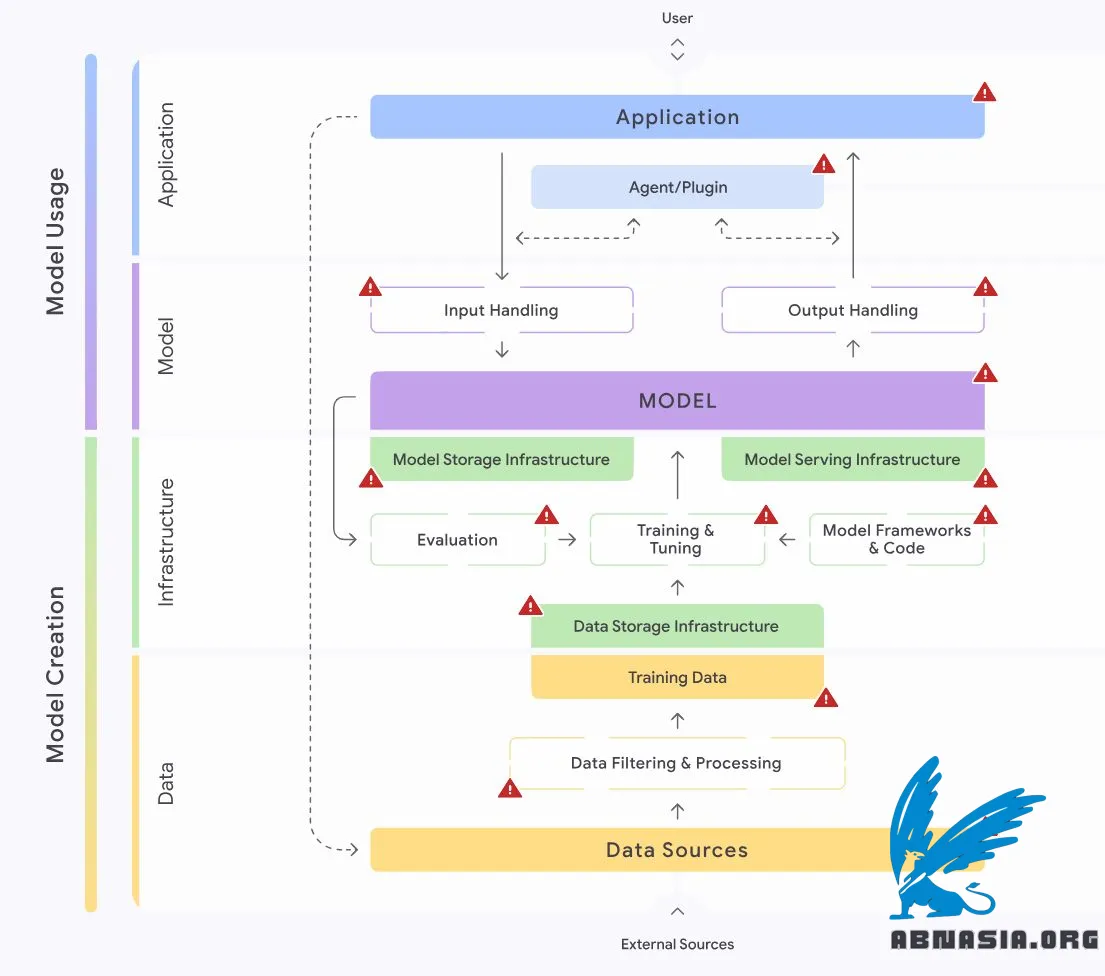 User
Application
Agent/Plugin
Input Handling
Output Handling
MODEL
Model Storage Infrastructure
Model Serving Infrastructure
Evaluation
Training &
Tuning
Model Frameworks
& Code
Data Storage Infrastructure
Training Data
Data Filtering & Processing
Data Sources
External Sources
Model Usage
Model Creation
Application
Model
Infrastructure
Data
ABNASIA.ORG